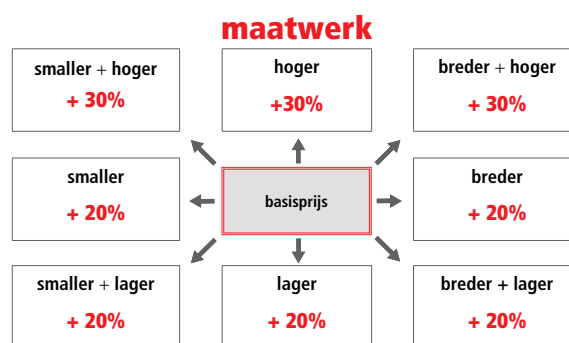 maatwerk
smaller + hoger
+ 30%
hoger
+30%
breder + hoger
+ 30%
smaller
+ 20%
basisprijs
breder
+ 20%
smaller + lager
+ 20%
lager
+ 20%
breder + lager
+ 20%